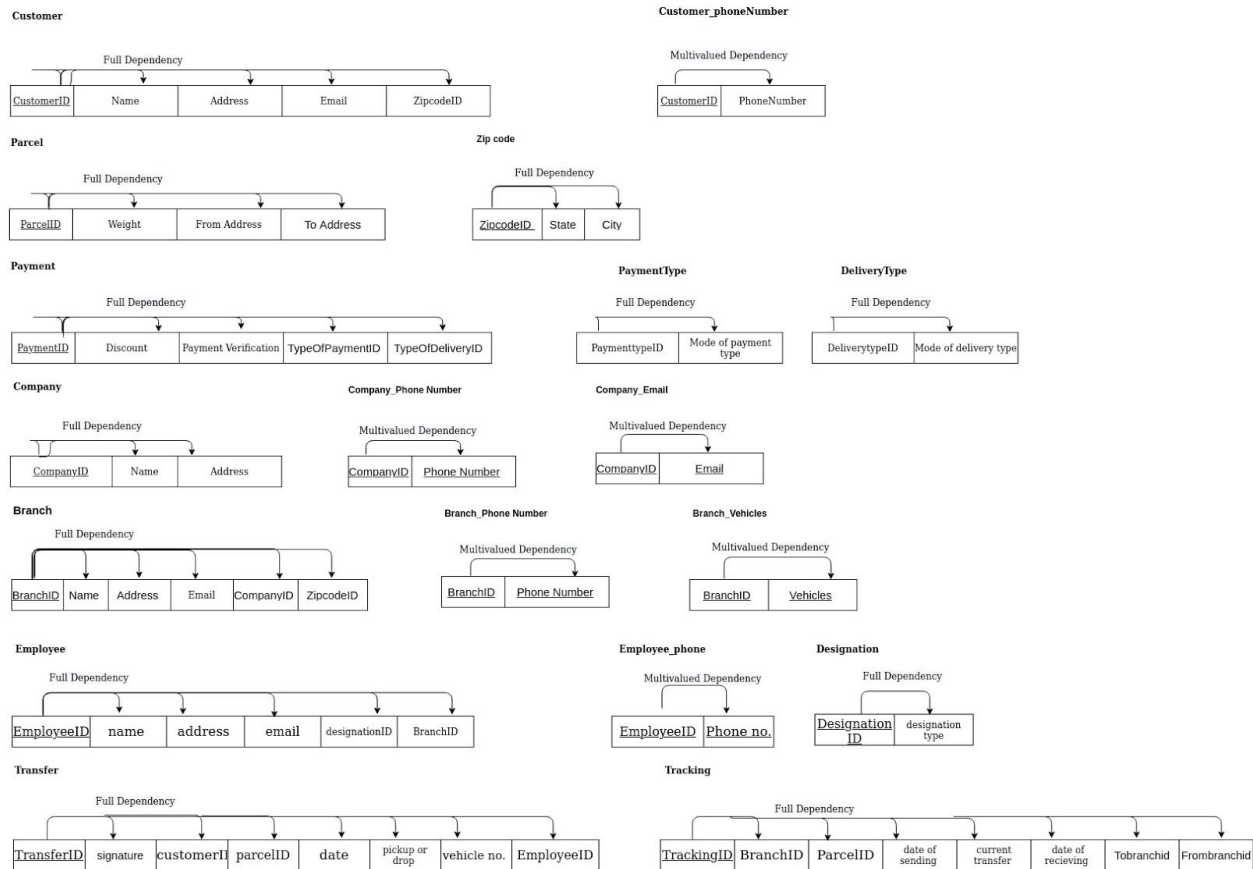 Customer
Customer_phoneNumber
Full Dependency
Multivalued Dependency
CustomerID Name Address Email ZipcodeID
CustomerID PhoneNumber
Parcel
Zip code
Full Dependency
Full Dependency
ParcelID Weight From Address To Address
ZipcodeID State City
Payment
PaymentType
DeliveryType
Full Dependency
Full Dependency
Full Dependency
PaymentID Discount Payment Verification TypeOfPaymentID TypeOfDeliveryID
PaymenttypeID Mode of payment
type
DeliverytypeID Mode of delivery type
Company
Company_Phone Number
Company_Email
Full Dependency
Multivalued Dependency
Multivalued Dependency
CompanyID Name Address
CompanyID Phone Number
CompanyID Email
Branch
Branch_Phone Number
Branch_Vehicles
Full Dependency
Multivalued Dependency
Multivalued Dependency
BranchID Name Address Email CompanyID ZipcodeID
BranchID Phone Number
BranchID Vehicles
Employee
Employee_phone
Designation
Full Dependency
Multivalued Dependency
Full Dependency
EmployeeID name address email designationID BranchID
EmployeeID Phone no.
Designation
ID
designation
type
Transfer
Tracking
Full Dependency
Full Dependency
TransferID signature customerII parcelID date pickup or
drop
vehicle no. EmployeeID
TrackingID BranchID ParcelID date of
sending
current
transfer
date of
recieving
Tobranchid Frombranchid